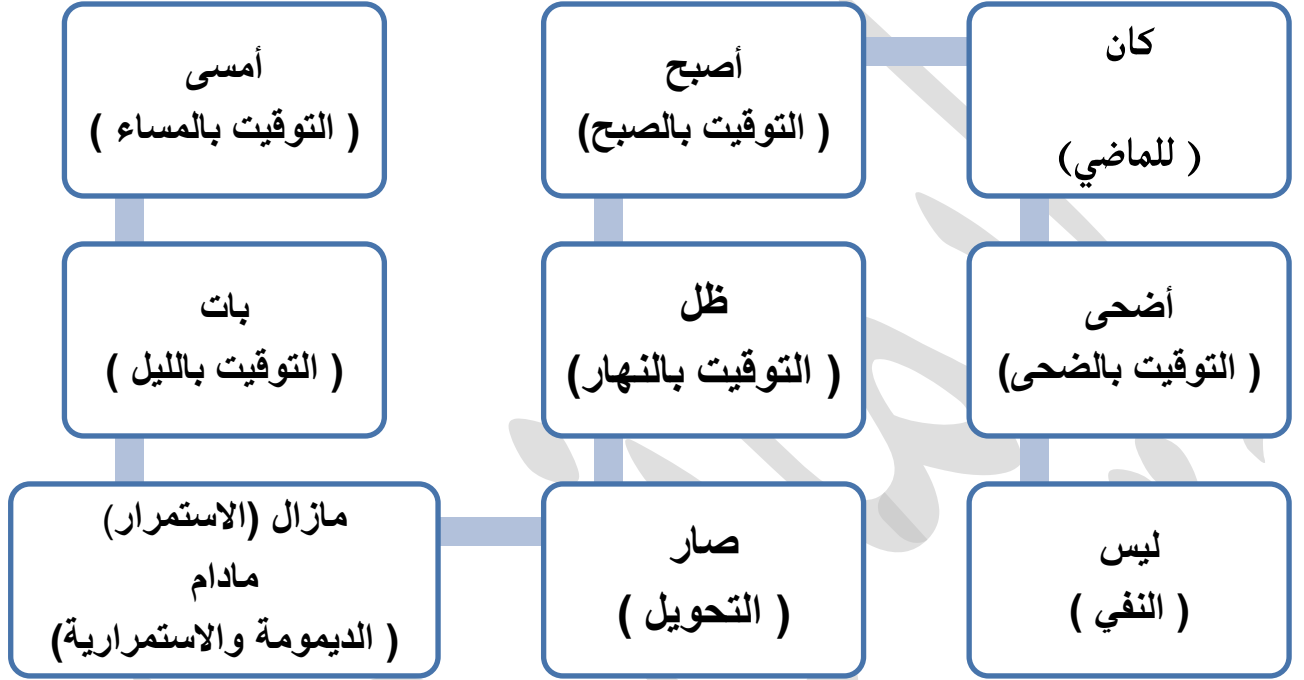 كان
( للماضي)
أصبح
( التوقيت بالصبح)
أمسى
( التوقيت بالمساء )
أضحى
( التوقيت بالضحى)
ظل
( التوقيت بالنهار)
بات
( التوقيت بالليل )
ليس
( النفي )
صار
( التحويل )
مازال (الاستمرار)
مادام
( الديمومة والاستمرارية)